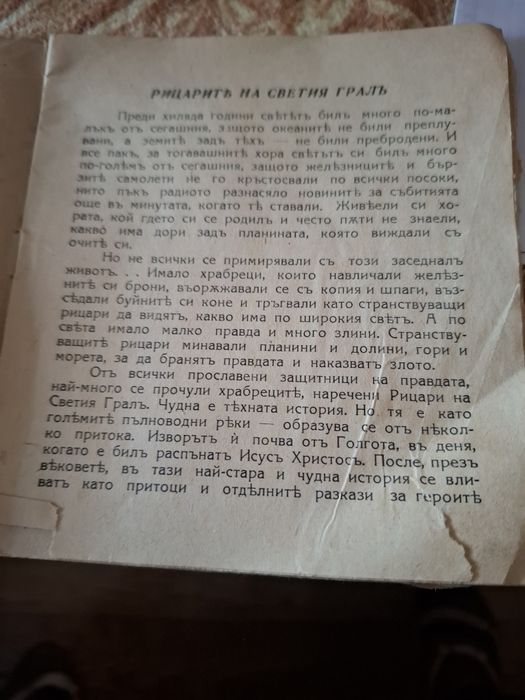 РИЦАРИТѢ НА СВЕТИЯ ГРАЛЪ
Преди хиляда години свѣтътъ билъ много по-ма-
лъкъ отъ сегашния, защото океанитѣ не били преплу-
вани, а земитѣ задъ тѣхъ — не били пребродени. И
все пакъ, за тогавашнитѣ хора свѣтътъ си билъ много
по-голѣмъ отъ сегашния, защото желѣзницитѣ и бър-
зитѣ самолети не го кръстосвали по всички посоки,
нито пъкъ радиото разнасяло новинитѣ за събитията
още въ минутата, когато тѣ ставали. Живѣели си хо-
рата, кой гдето си се родилъ и често пѫти не знаели,
какво има дори задъ планината, която виждали съ
очитѣ си.
Но не всички се примирявали съ този заседналъ
животъ. . . Имало храбреци, които навличали желѣз-
нитѣ си брони, въорѫжавали се съ копия и шпаги, въз-
сѣдали буйнитѣ си коне и тръгвали като странствуващи
рицари да видятъ, какво има по широкия свѣтъ. А по
свѣта имало малко правда и много злини. Странству-
ващитѣ рицари минавали планини и долини, гори и
морета, за да бранятъ правдата и наказватъ злото.
Отъ всички прославени защитници на правдата,
най-много се прочули храбрецитѣ, наречени Рицари на
Светия Гралъ. Чудна е тѣхната история. Но тя е като
голѣмитѣ пълноводни рѣки — образува се отъ нѣкол-
ко притока. Изворътъ ѝ почва отъ Голгота, въ деня,
когато е билъ распънатъ Исусъ Христосъ. После, презъ
вѣковетѣ, въ тази най-стара и чудна история се вли-
ватъ като притоци и отдѣлнитѣ разкази за героитѣ